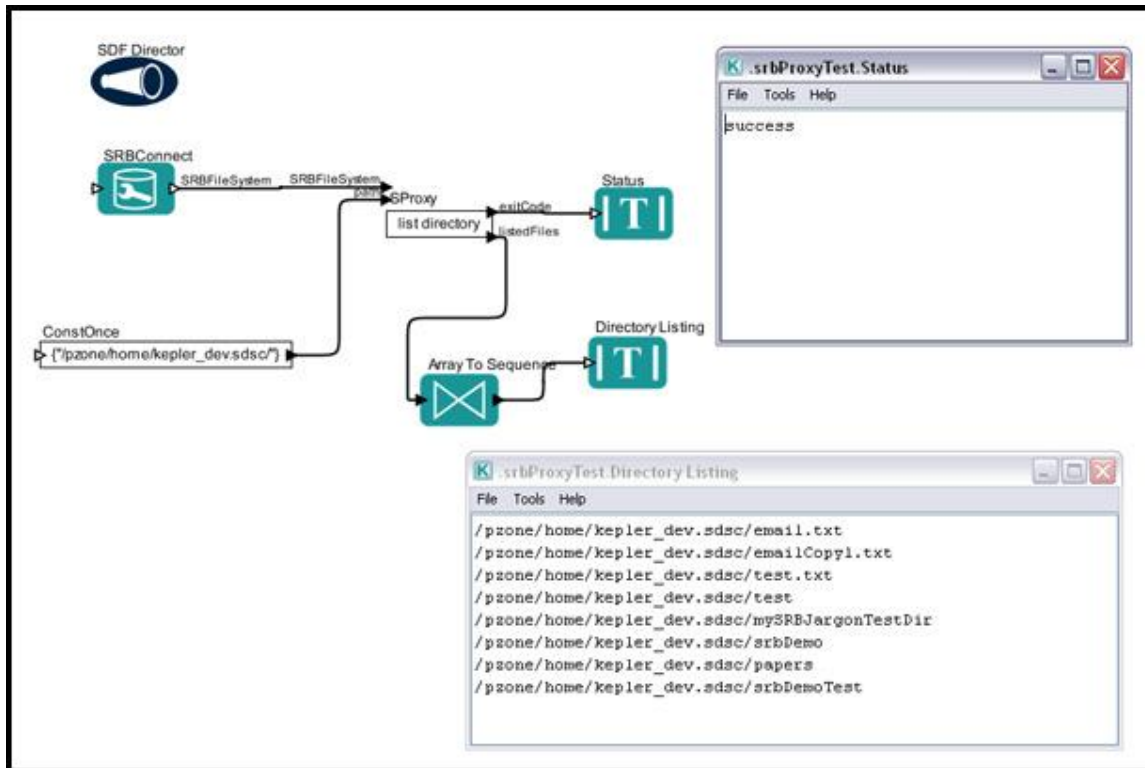 SDF Director
SRBConnect
SRBFileSystem
SRBFileSystem
path
SProxy
list directory
exitCode
listedFiles
Status
ConstOnce
{"/pzone/home/kepler_dev.sdsc/"}
Array To Sequence
Directory Listing
T
T
K .srbProxyTest.Status
File Tools Help
success
K .srbProxyTest.Directory Listing
File Tools Help
/pzone/home/kepler_dev.sdsc/email.txt
/pzone/home/kepler_dev.sdsc/emailCopy1.txt
/pzone/home/kepler_dev.sdsc/test.txt
/pzone/home/kepler_dev.sdsc/test
/pzone/home/kepler_dev.sdsc/mySRBJargonTestDir
/pzone/home/kepler_dev.sdsc/srbDemo
/pzone/home/kepler_dev.sdsc/papers
/pzone/home/kepler_dev.sdsc/srbDemoTest